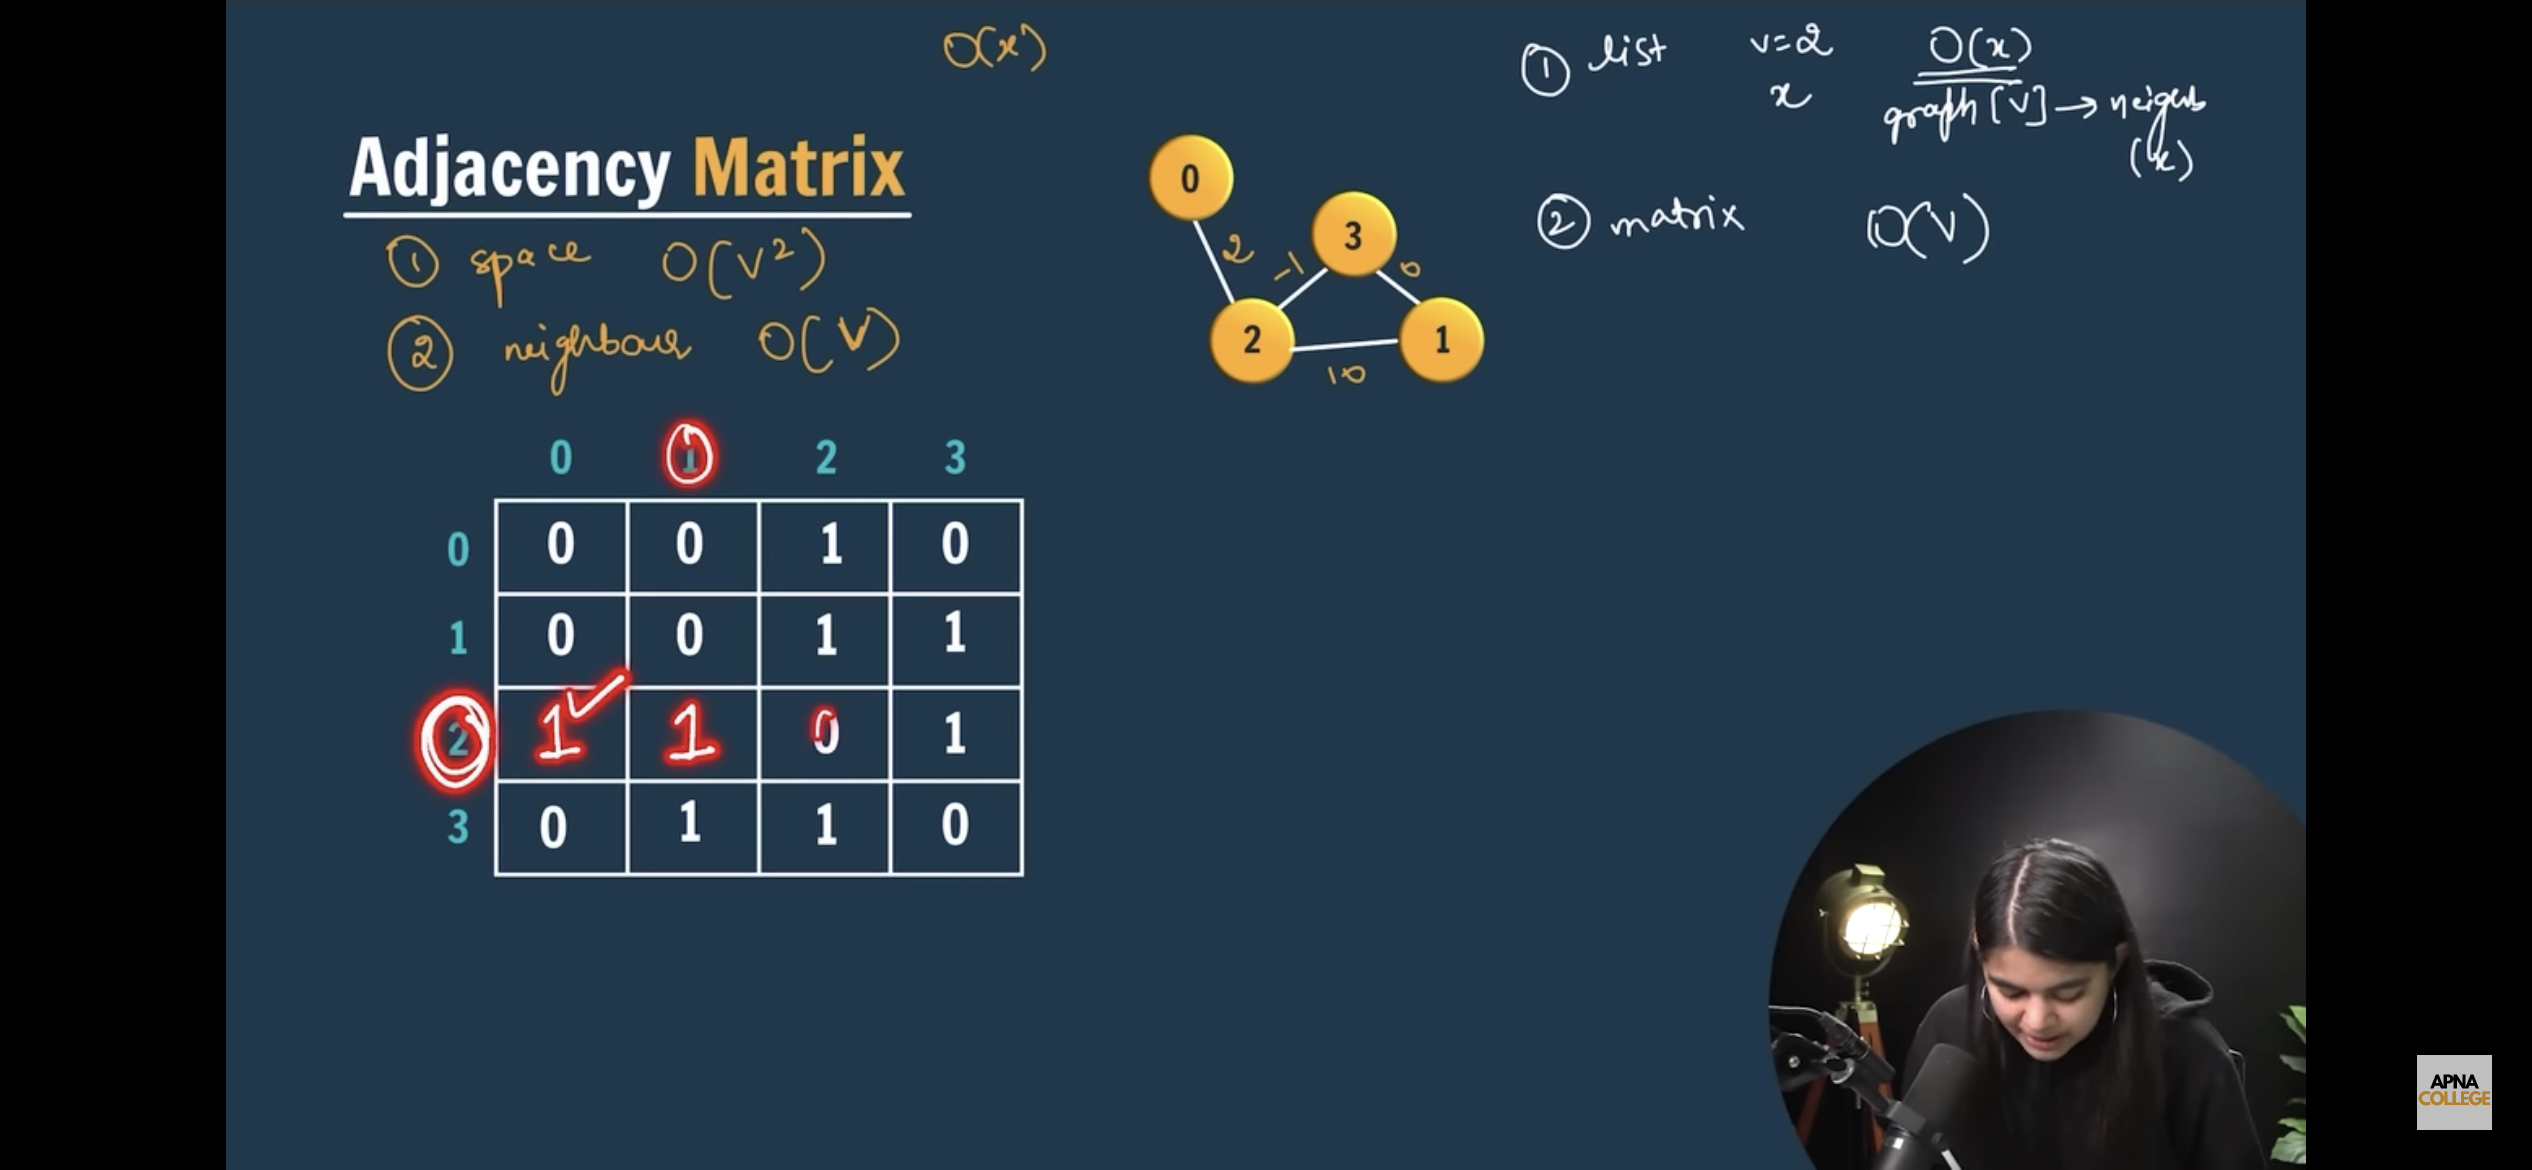 O(x)
① list v=2 O(x)
x graph[V] → neighb
(x)
② matrix O(V)
Adjacency Matrix
① space O(V²)
② neighbour O(V)
0
3
2
1
2
-1
0
10
0 1 2 3
0 0 0 1 0
1 0 0 1 1
2 1 1 0 1
3 0 1 1 0
APNA
COLLEGE